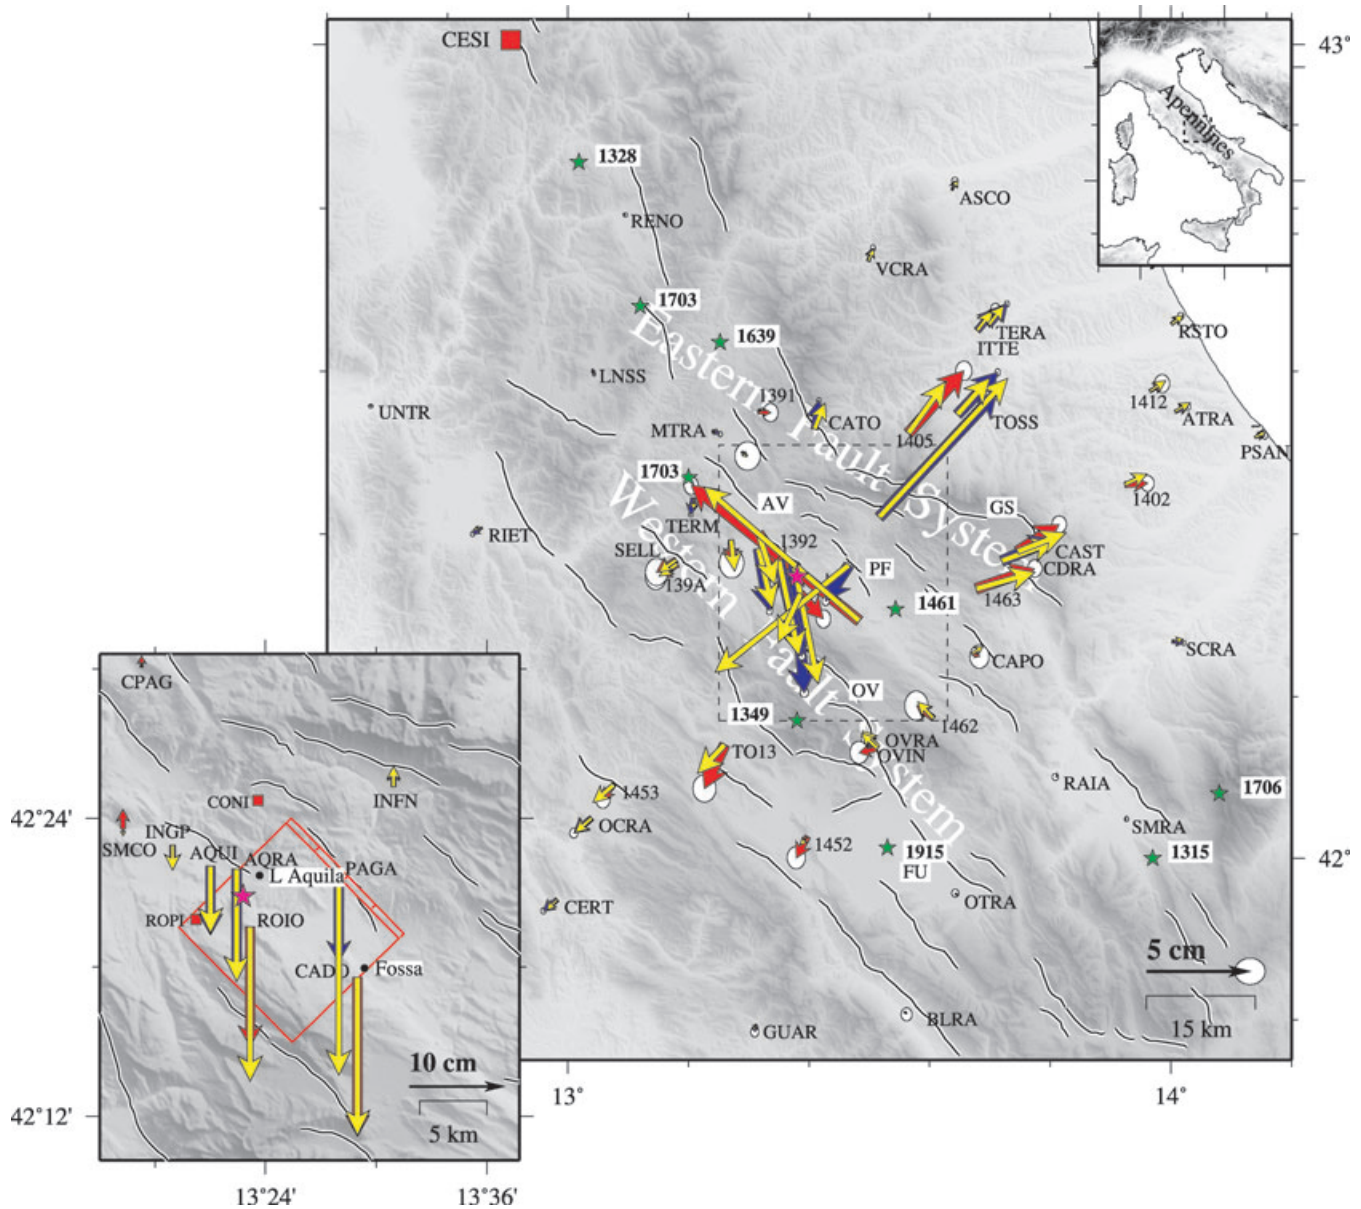 CESI
43°
Apennines
1328
ASCO
RENO
VCRA
1703
Eastern Fault System
1639
TERA
ITTE
RSTO
LNSS
1391
UNTR
CATO
1405
TOSS
1412
ATRA
MTRA
PSAN
1703
Western Fault System
AV
GS
1402
TERM
RIET
SELL
1392
CAST
139A
PF
CDRA
1463
1461
CAPO
SCRA
OV
1349
1462
OVRA
OVIN
TO13
RAIA
1706
1453
OCRA
SMRA
1452
1915
FU
1315
42°
CERT
OTRA
5 cm
15 km
GUAR
BLRA
13°
14°
CPAG
INFN
CONI
42°24'
SMCO
INGP
AQUI
AQRA
L Aquila
PAGA
ROPI
ROIO
CADO
Fossa
10 cm
5 km
42°12'
13°24'
13°36'